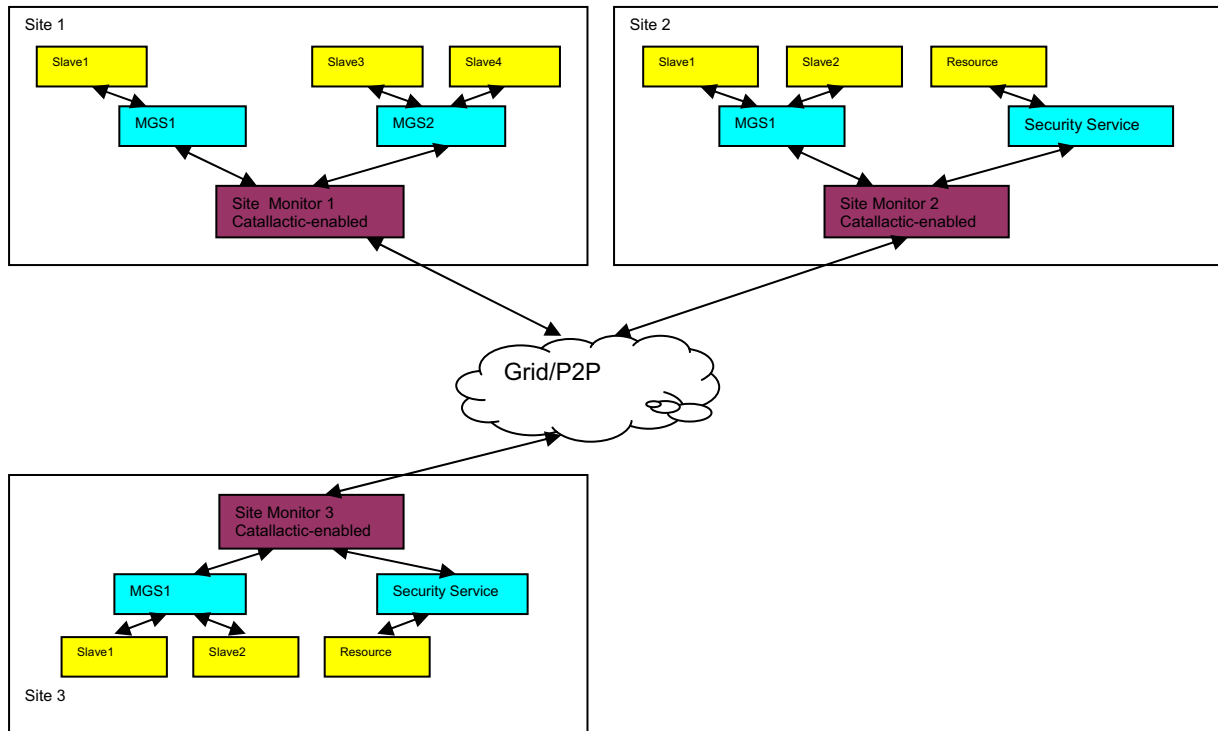 Site 1
Slave1
Slave3
Slave4
MGS1
MGS2
Site Monitor 1
Catallactic-enabled
Site 2
Slave1
Slave2
Resource
MGS1
Security Service
Site Monitor 2
Catallactic-enabled
Grid/P2P
Site Monitor 3
Catallactic-enabled
MGS1
Security Service
Slave1
Slave2
Resource
Site 3